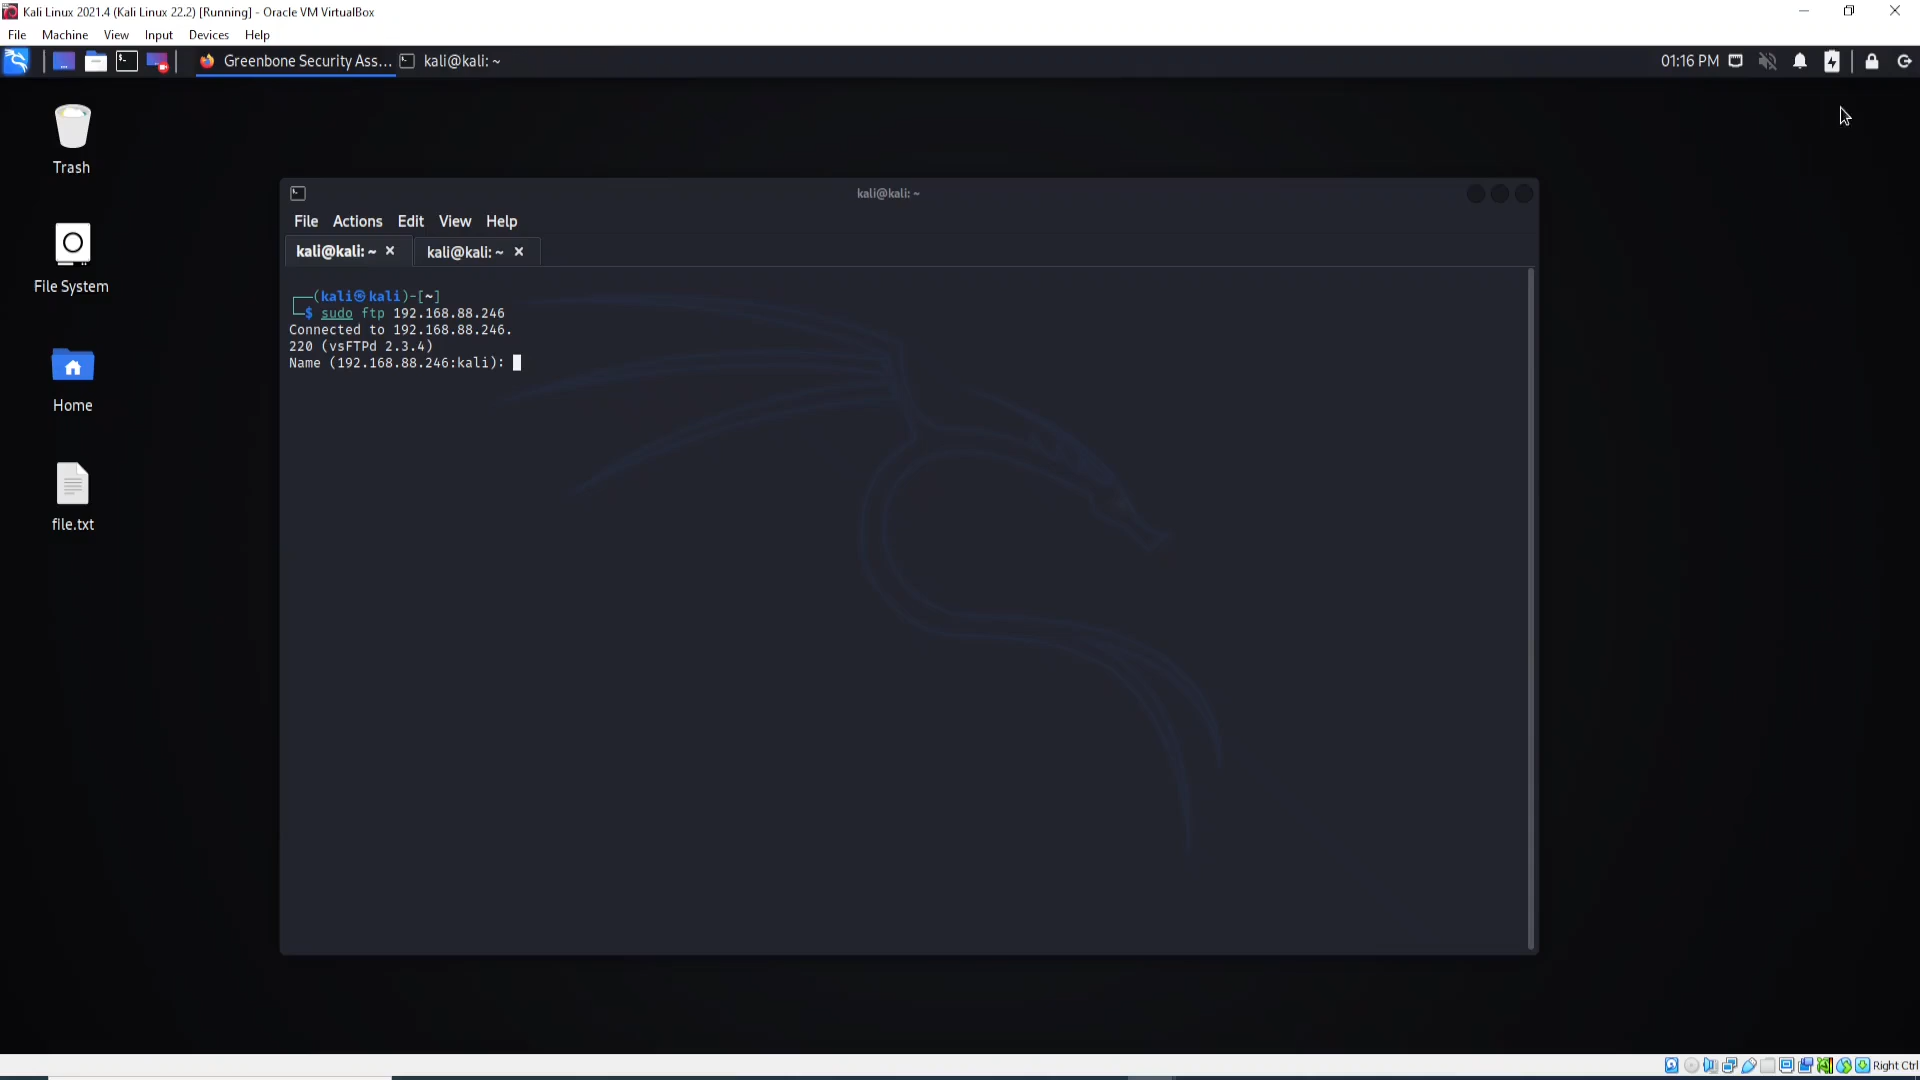 Kali Linux 2021.4 (Kali Linux 22.2) [Running] - Oracle VM VirtualBox
File Machine View Input Devices Help
Greenbone Security Ass... kali@kali: ~ 01:16 PM
Trash
File System
Home
file.txt
kali@kali: ~
File Actions Edit View Help
kali@kali: ~ × kali@kali: ~ ×
┌──(kali㉿kali)-[~]
└─$ sudo ftp 192.168.88.246
Connected to 192.168.88.246.
220 (vsFTPd 2.3.4)
Name (192.168.88.246:kali):
Right Ctrl